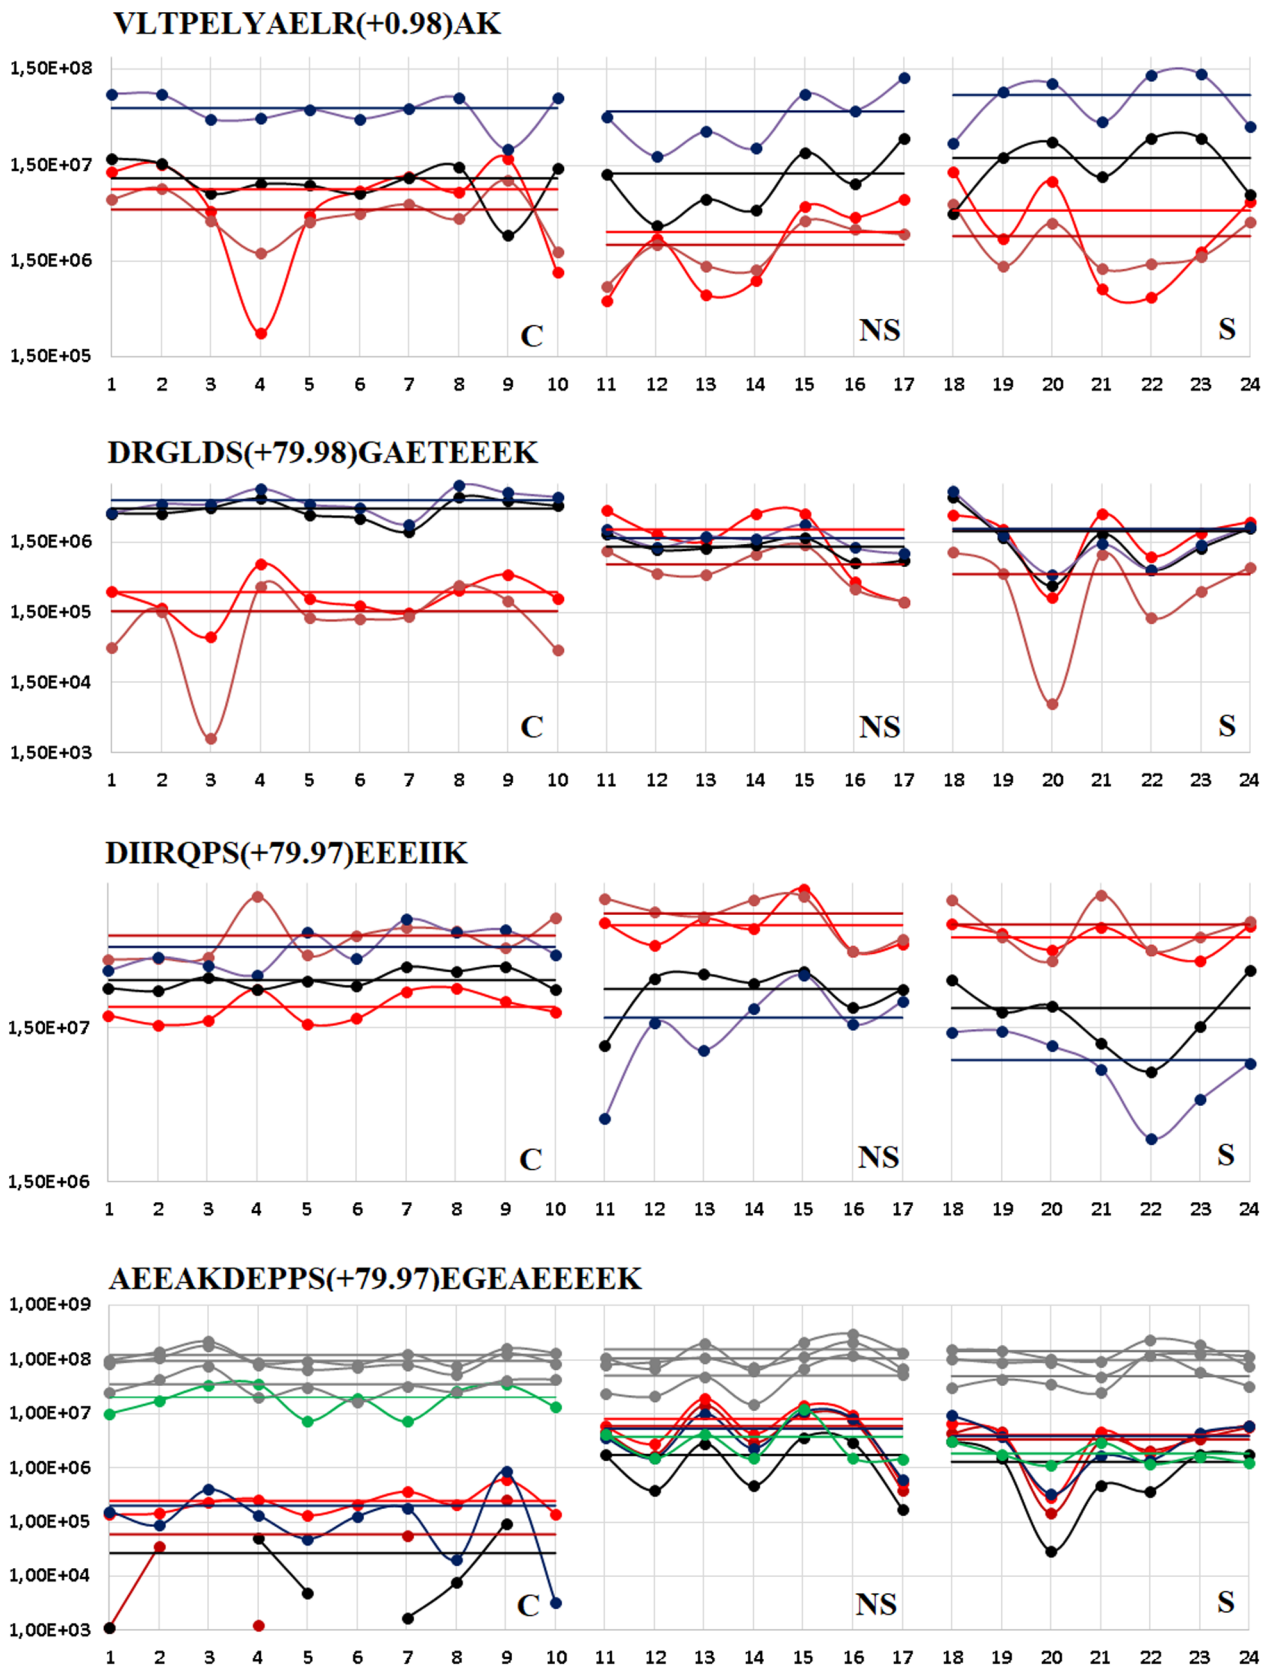 VLTPELYAELR(+0.98)AK
1,50E+08
1,50E+07
1,50E+06
1,50E+05
C NS S
1 2 3 4 5 6 7 8 9 10 11 12 13 14 15 16 17 18 19 20 21 22 23 24
DRGLDS(+79.98)GAETEEEK
1,50E+06
1,50E+05
1,50E+04
1,50E+03
C NS S
1 2 3 4 5 6 7 8 9 10 11 12 13 14 15 16 17 18 19 20 21 22 23 24
DIIRQPS(+79.97)EEEIIK
1,50E+07
1,50E+06
C NS S
1 2 3 4 5 6 7 8 9 10 11 12 13 14 15 16 17 18 19 20 21 22 23 24
AEEAKDEPPS(+79.97)EGEAEEEEK
1,00E+09
1,00E+08
1,00E+07
1,00E+06
1,00E+05
1,00E+04
1,00E+03
C NS S
1 2 3 4 5 6 7 8 9 10 11 12 13 14 15 16 17 18 19 20 21 22 23 24